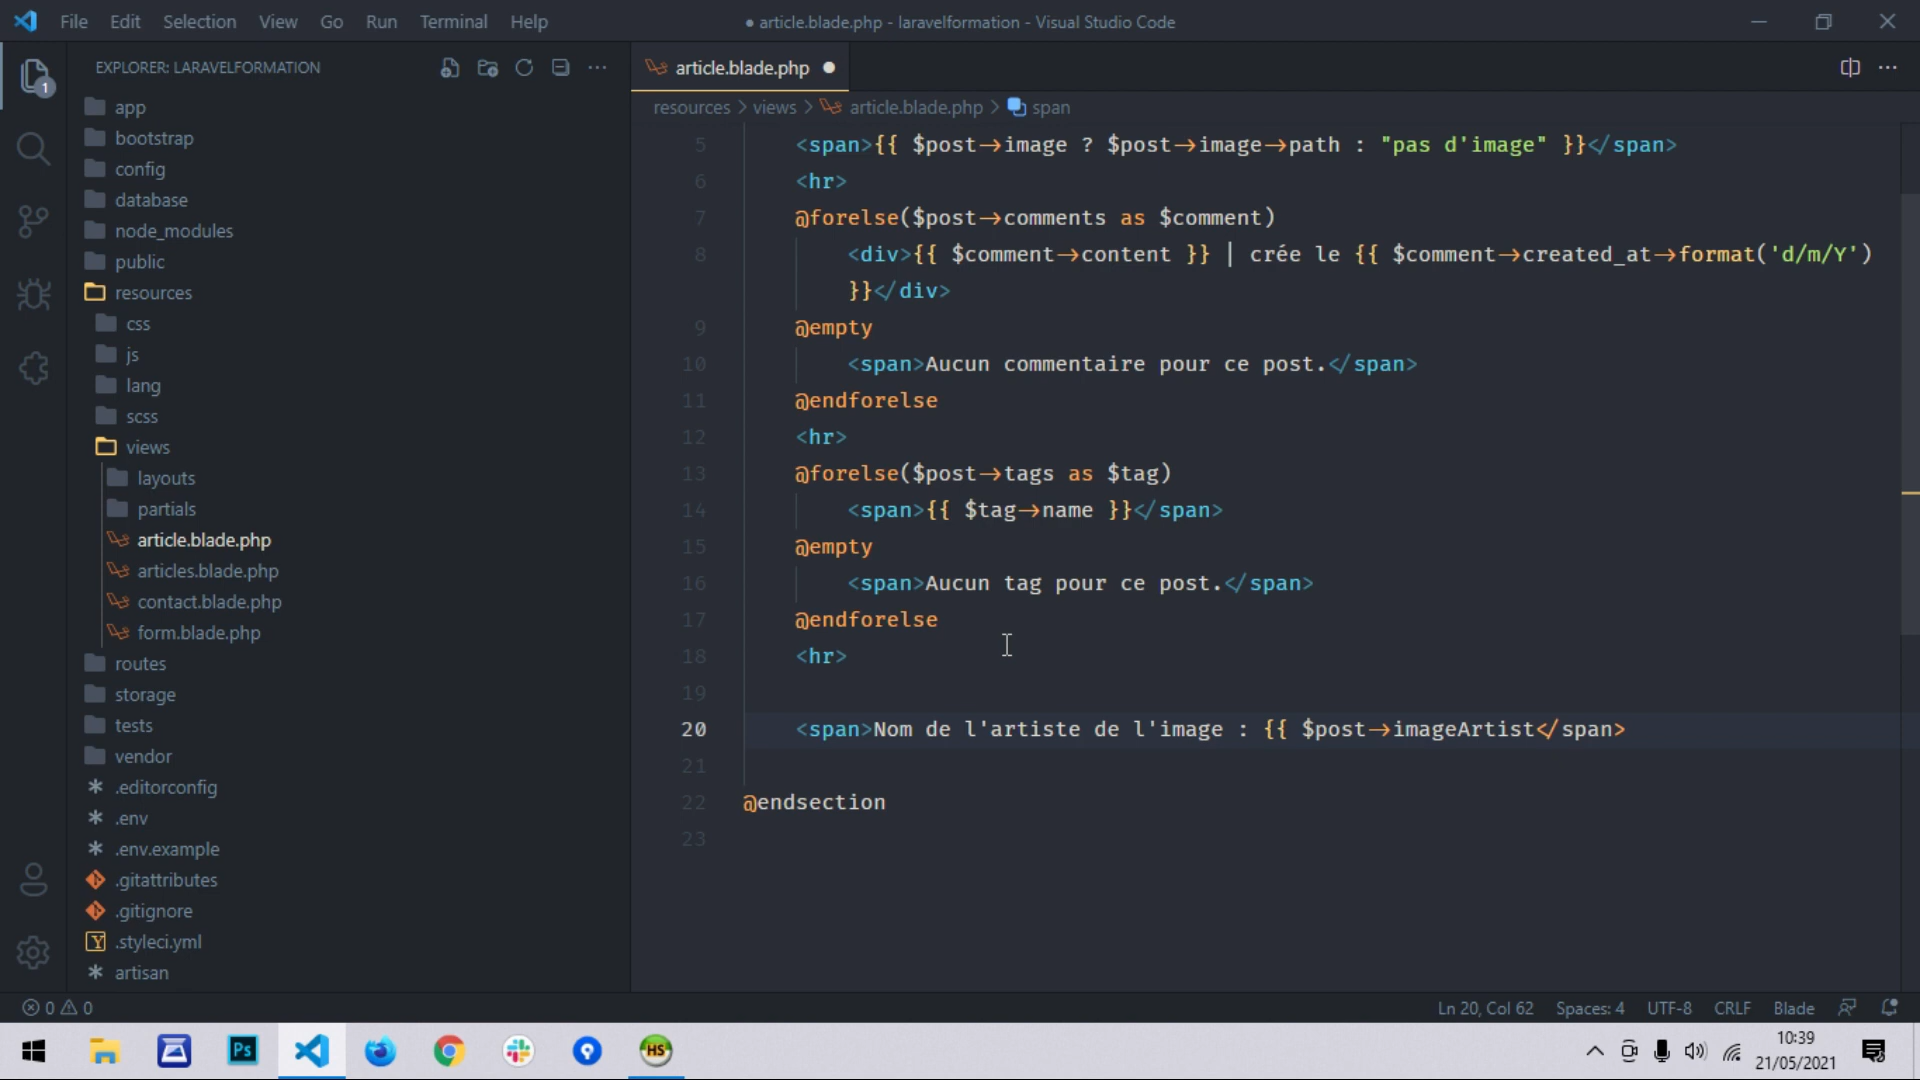 File Edit Selection View Go Run Terminal Help
● article.blade.php - laravelformation - Visual Studio Code
EXPLORER: LARAVELFORMATION
1
app
bootstrap
config
database
node_modules
public
resources
css
js
lang
scss
views
layouts
partials
article.blade.php
articles.blade.php
contact.blade.php
form.blade.php
routes
storage
tests
vendor
.editorconfig
.env
.env.example
.gitattributes
.gitignore
.styleci.yml
artisan
article.blade.php
resources > views > article.blade.php > span
5 <span>{{ $post->image ? $post->image->path : "pas d'image" }}</span>
6 <hr>
7 @forelse($post->comments as $comment)
8 <div>{{ $comment->content }} | crée le {{ $comment->created_at->format('d/m/Y')
}}</div>
9 @empty
10 <span>Aucun commentaire pour ce post.</span>
11 @endforelse
12 <hr>
13 @forelse($post->tags as $tag)
14 <span>{{ $tag->name }}</span>
15 @empty
16 <span>Aucun tag pour ce post.</span>
17 @endforelse
18 <hr>
19
20 <span>Nom de l'artiste de l'image : {{ $post->imageArtist</span>
21
22 @endsection
23
0 0
Ln 20, Col 62 Spaces: 4 UTF-8 CRLF Blade
Ps
HS
10:39
21/05/2021